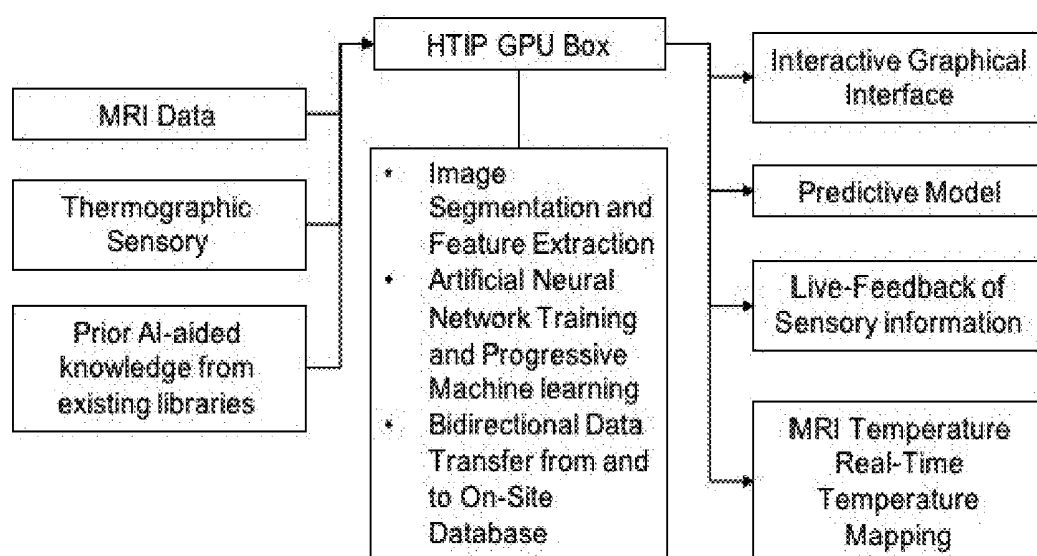 HTIP GPU Box
MRI Data
Thermographic
Sensory
Prior AI-aided
knowledge from
existing libraries
• Image
Segmentation and
Feature Extraction
• Artificial Neural
Network Training
and Progressive
Machine learning
• Bidirectional Data
Transfer from and
to On-Site
Database
Interactive Graphical
Interface
Predictive Model
Live-Feedback of
Sensory information
MRI Temperature
Real-Time
Temperature
Mapping